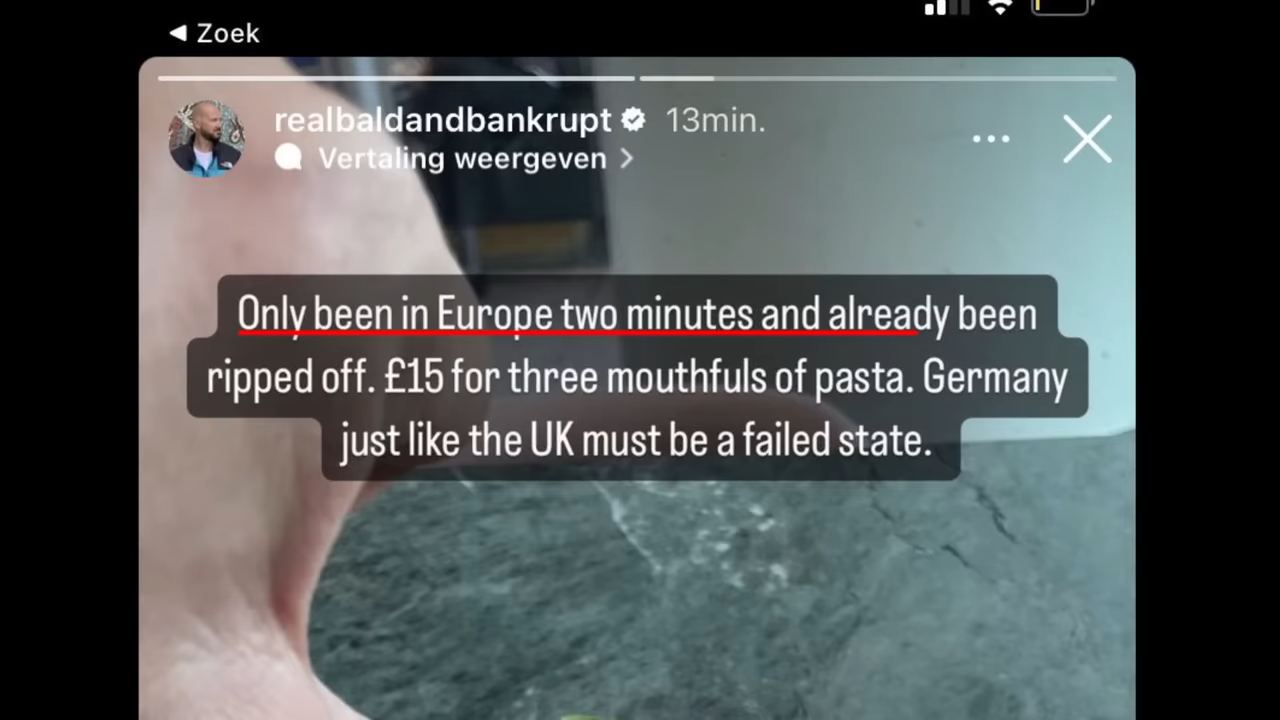 ◀ Zoek
realbaldandbankrupt 13min.
Vertaling weergeven >
Only been in Europe two minutes and already been
ripped off. £15 for three mouthfuls of pasta. Germany
just like the UK must be a failed state.